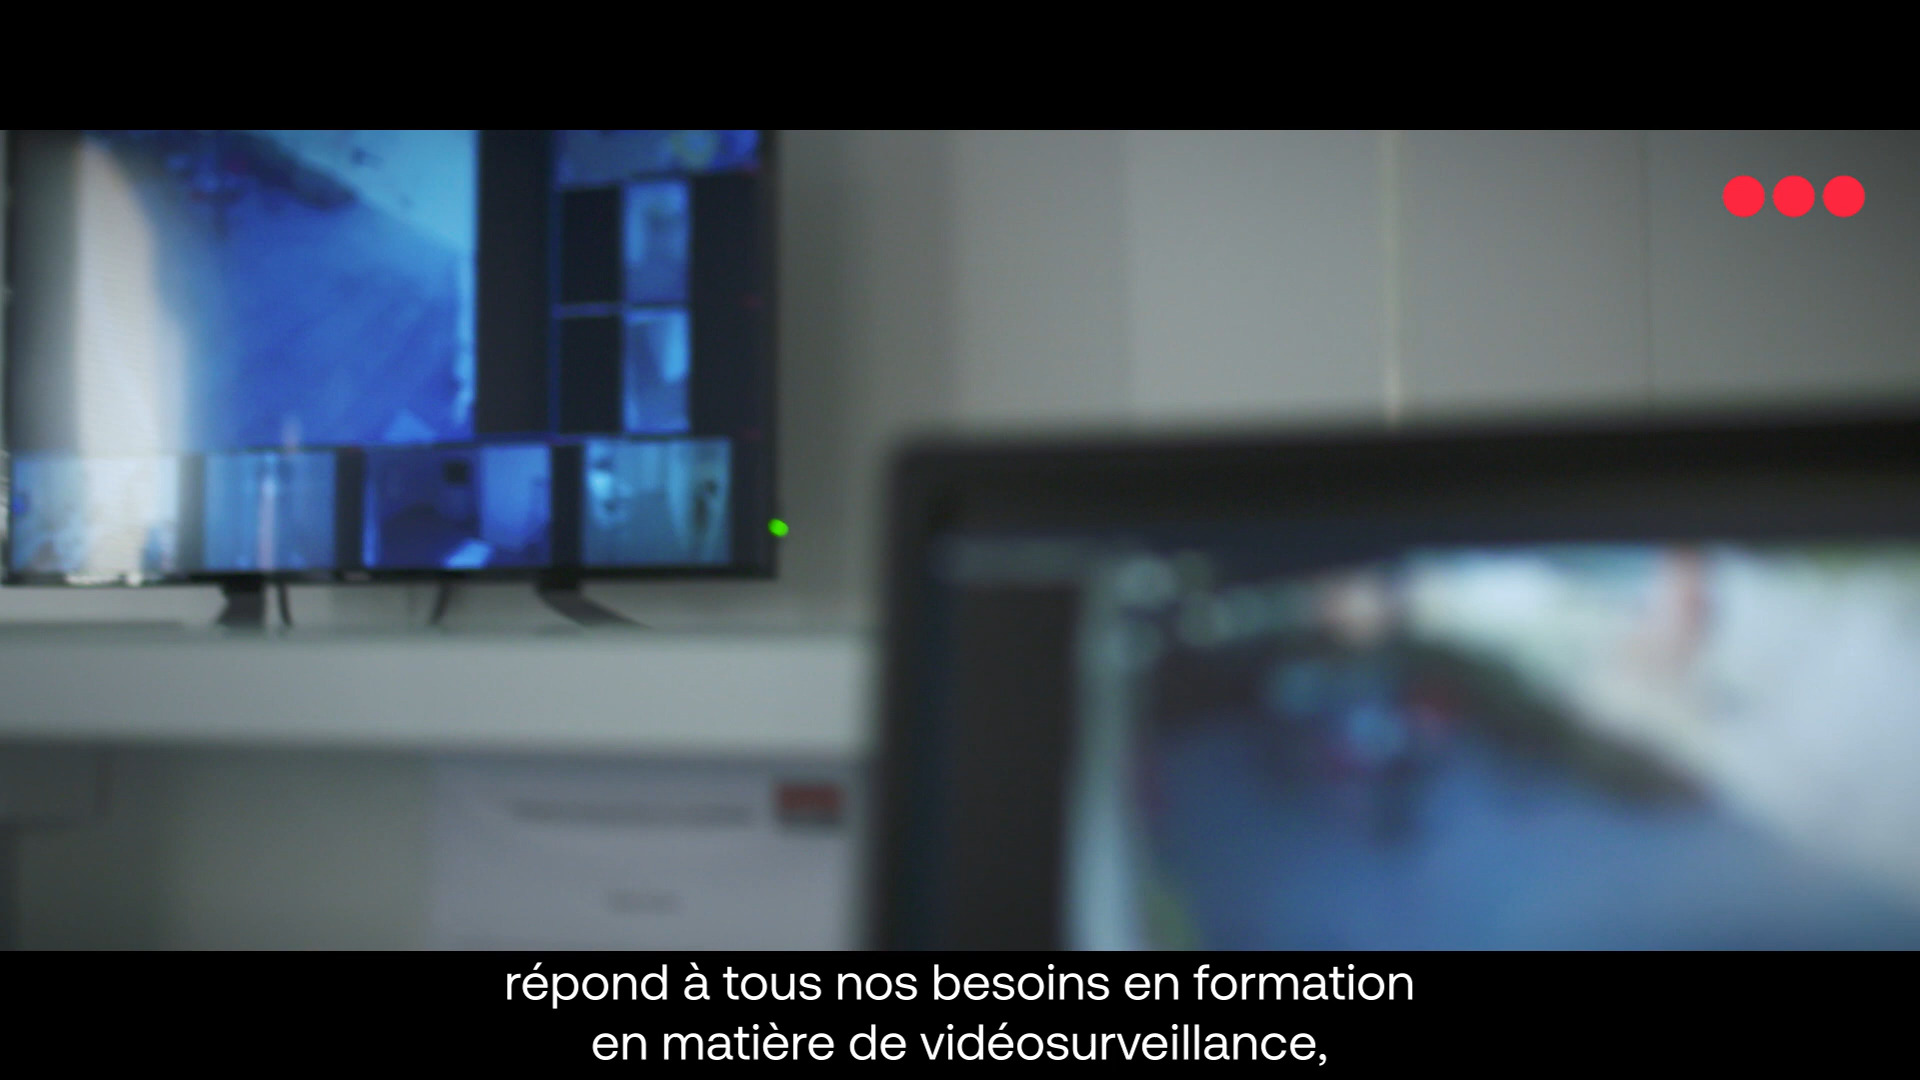 répond à tous nos besoins en formation
en matière de vidéosurveillance,